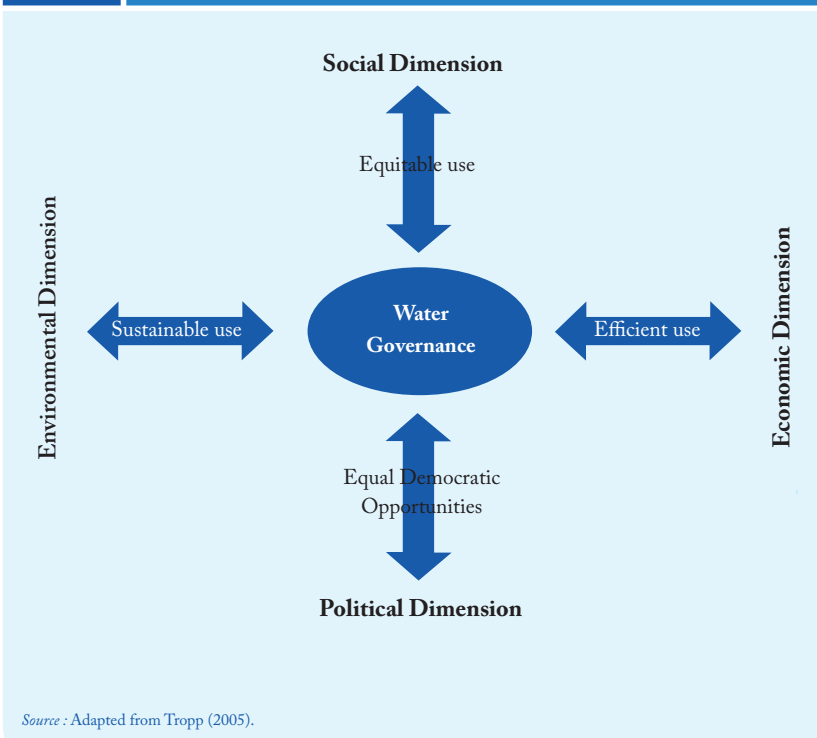 Social Dimension
Equitable use
Environmental Dimension
Sustainable use
Water
Governance
Efficient use
Economic Dimension
Equal Democratic
Opportunities
Political Dimension
Source : Adapted from Tropp (2005).